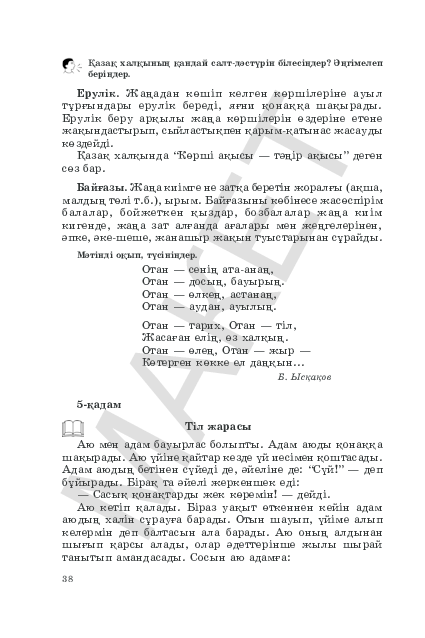 Қазақ халқының қандай салт-дәстүрін білесіңдер? Әңгімелеп
беріңдер.
Ерулік. Жаңадан көшіп келген көршілеріне ауыл
тұрғындары ерулік береді, яғни қонаққа шақырады.
Ерулік беру арқылы жаңа көршілерін өздеріне етене
жақындастырып, сыйластықпен қарым-қатынас жасауды
көздейді.
Қазақ халқында “Көрші ақысы — тәңір ақысы” деген
сөз бар.
Байғазы. Жаңа киімге не затқа беретін жоралғы (ақша,
малдың төлі т.б.), ырым. Байғазыны көбінесе жасөспірім
балалар, бойжеткен қыздар, бозбалалар жаңа киім
кигенде, жаңа зат алғанда ағалары мен жеңгелерінен,
әпке, әке-шеше, жанашыр жақын туыстарынан сұрайды.
Мәтінді оқып, түсініңдер.
Отан — сенің ата-анаң,
Отан — досың, бауырың.
Отан — өлкең, астанаң,
Отан — аудан, ауылың.
Отан — тарих, Отан — тіл,
Жасаған елің, өз халқың.
Отан — өлең, Отан — жыр —
Көтерген көкке ел даңқын...
Б. Ысқақов
5-қадам
Тіл жарасы
Аю мен адам бауырлас болыпты. Адам аюды қонаққа
шақырады. Аю үйіне қайтар кезде үй иесімен қоштасады.
Адам аюдың бетінен сүйеді де, әйеліне де: “Сүй!” — деп
бұйырады. Бірақ та әйелі жеркеншек еді:
— Сасық қонақтарды жек көремін! — дейді.
Аю кетіп қалады. Біраз уақыт өткеннен кейін адам
аюдың халін сұрауға барады. Отын шауып, үйіме алып
келермін деп балтасын ала барады. Аю оның алдынан
шығып қарсы алады, олар әдеттерінше жылы шырай
танытып амандасады. Сосын аю адамға:
38
МАКЕТ